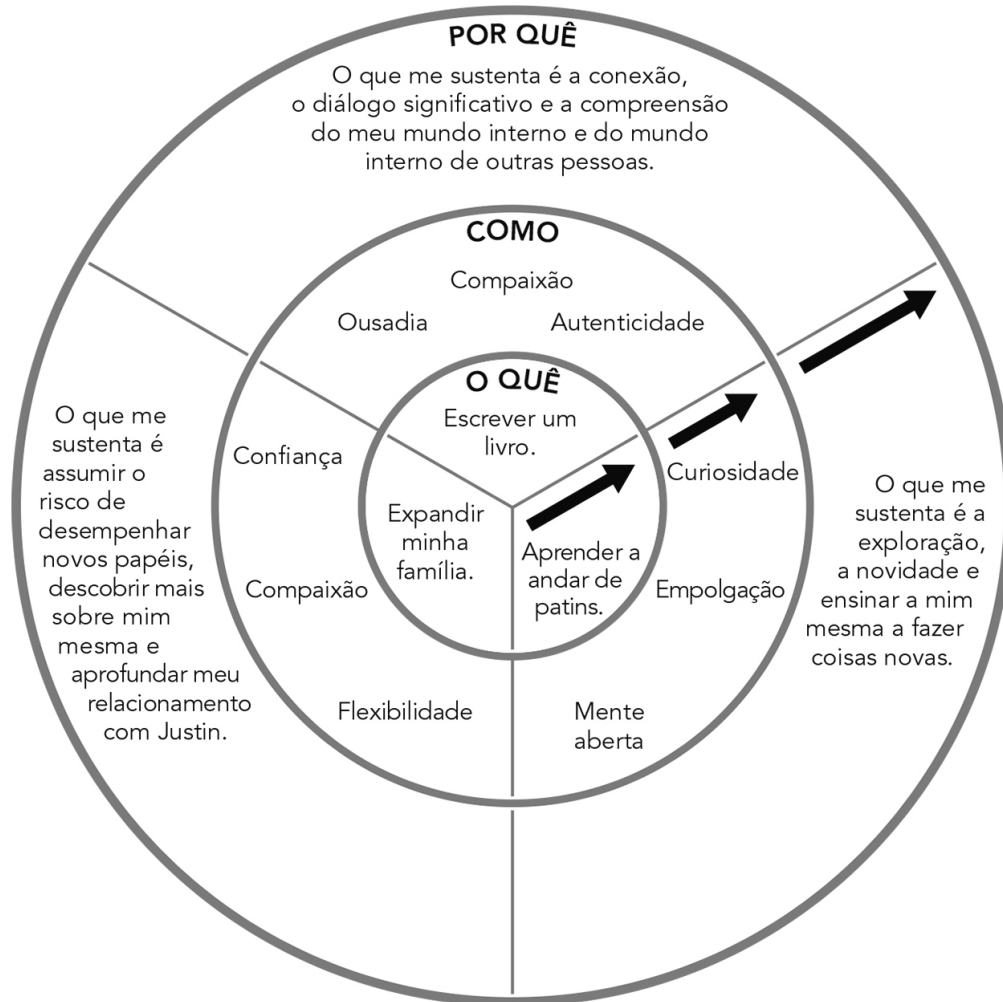 POR QUÊ
O que me sustenta é a conexão,
o diálogo significativo e a compreensão
do meu mundo interno e do mundo
interno de outras pessoas.
COMO
Compaixão
Ousadia
Autenticidade
O QUÊ
Escrever um
livro.
Expandir
minha
família.
Aprender a
andar de
patins.
Confiança
Compaixão
Flexibilidade
Curiosidade
Empolgação
Mente
aberta
O que me
sustenta é
assumir o
risco de
desempenhar
novos papéis,
descobrir mais
sobre mim
mesma e
aprofundar meu
relacionamento
com Justin.
O que me
sustenta é a
exploração,
a novidade e
ensinar a mim
mesma a fazer
coisas novas.